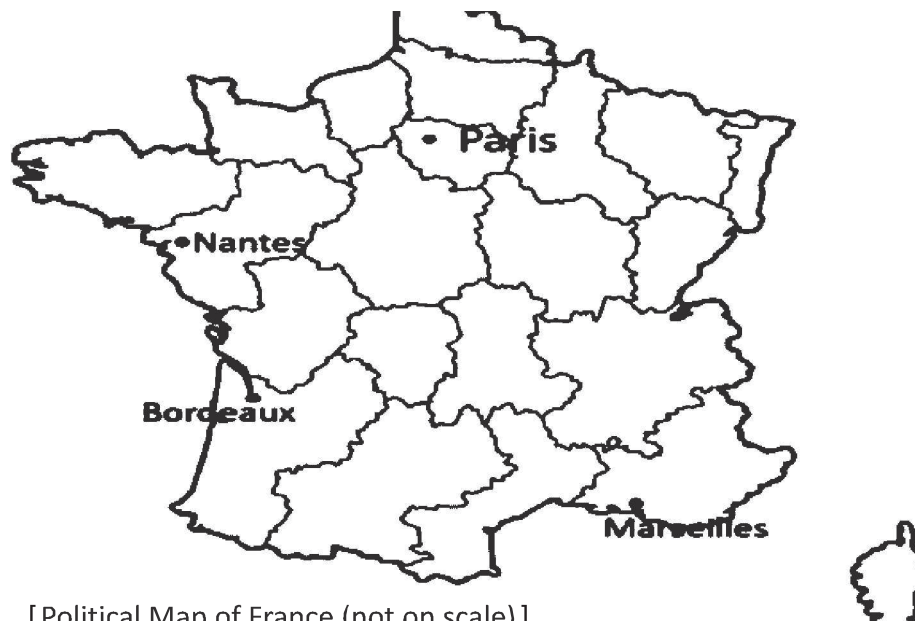 Paris
Nantes
Bordeaux
Marseilles
[Political Map of France (not on scale)]